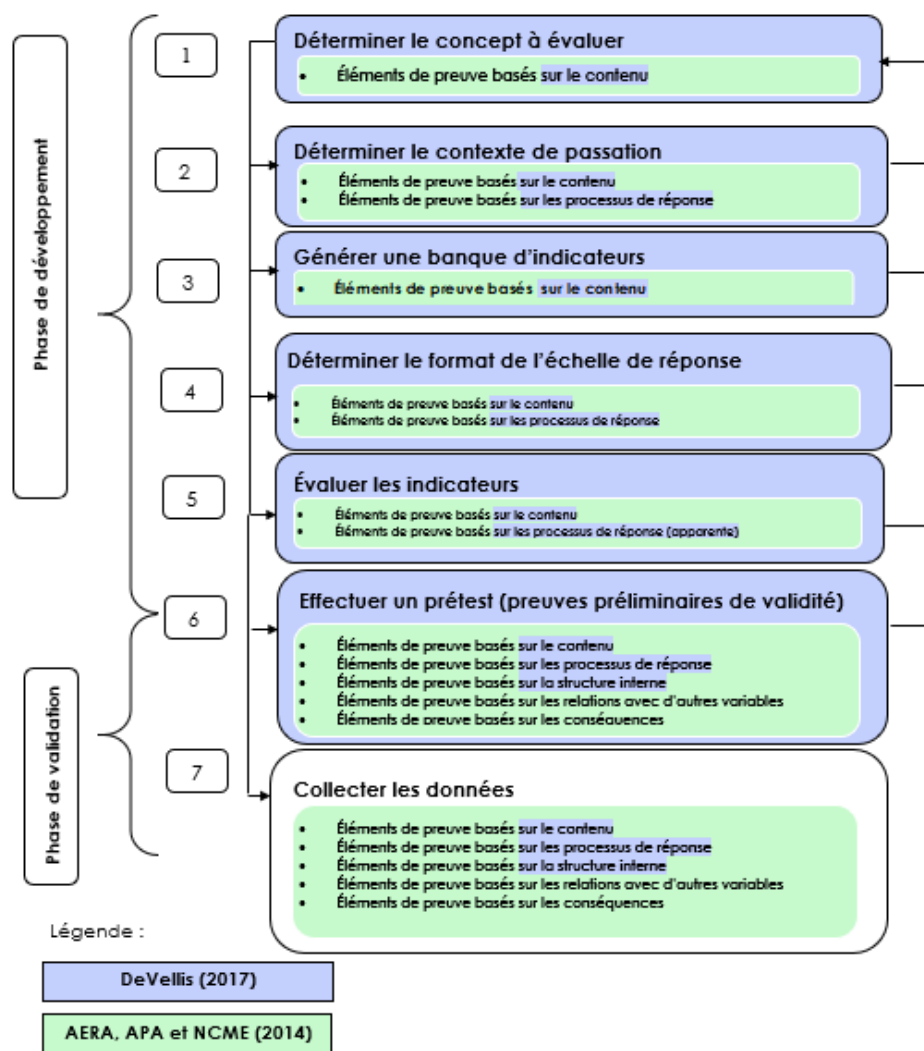 Phase de développement
Phase de validation
1
Déterminer le concept à évaluer
• Éléments de preuve basés sur le contenu
2
Déterminer le contexte de passation
• Éléments de preuve basés sur le contenu
• Éléments de preuve basés sur les processus de réponse
3
Générer une banque d'indicateurs
• Éléments de preuve basés sur le contenu
4
Déterminer le format de l'échelle de réponse
• Éléments de preuve basés sur le contenu
• Éléments de preuve basés sur les processus de réponse
5
Évaluer les indicateurs
• Éléments de preuve basés sur le contenu
• Éléments de preuve basés sur les processus de réponse (apparente)
6
Effectuer un prétest (preuves préliminaires de validité)
• Éléments de preuve basés sur le contenu
• Éléments de preuve basés sur les processus de réponse
• Éléments de preuve basés sur la structure interne
• Éléments de preuve basés sur les relations avec d'autres variables
• Éléments de preuve basés sur les conséquences
7
Collecter les données
• Éléments de preuve basés sur le contenu
• Éléments de preuve basés sur les processus de réponse
• Éléments de preuve basés sur la structure interne
• Éléments de preuve basés sur les relations avec d'autres variables
• Éléments de preuve basés sur les conséquences
Légende :
DeVellis (2017)
AERA, APA et NCME (2014)